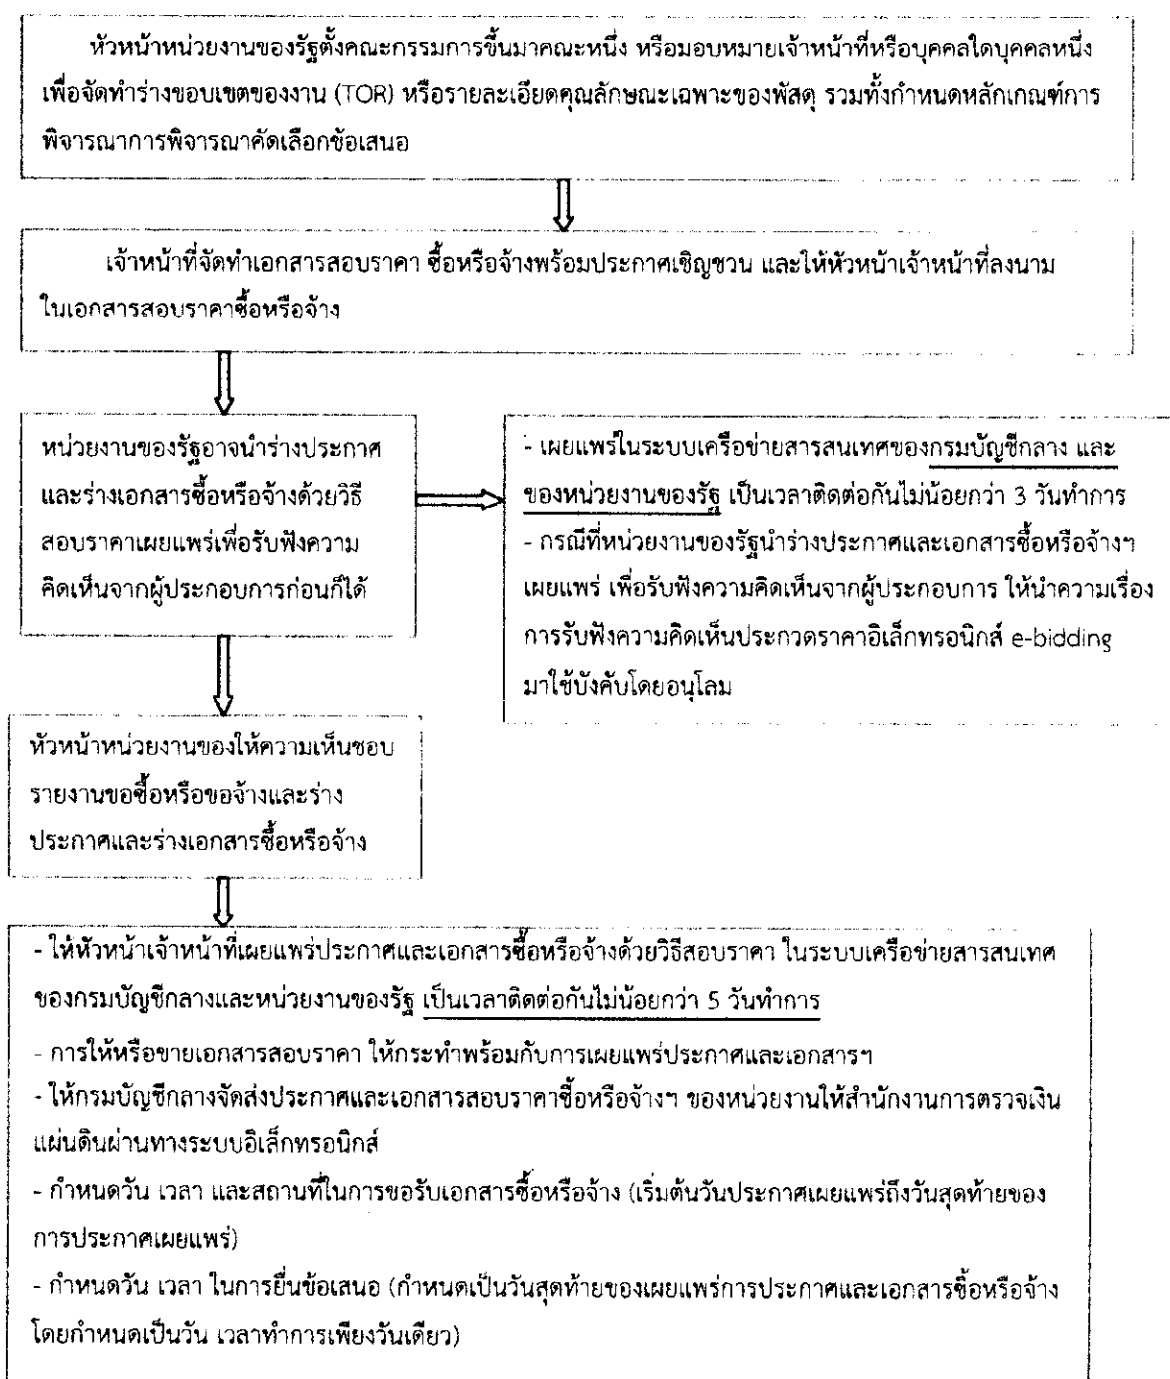 หัวหน้าหน่วยงานของรัฐตั้งคณะกรรมการขึ้นมาคณะหนึ่ง หรือมอบหมายเจ้าหน้าที่หรือบุคคลใดบุคคลหนึ่ง
เพื่อจัดทำร่างขอบเขตของงาน (TOR) หรือรายละเอียดคุณลักษณะเฉพาะของพัสดุ รวมทั้งกำหนดหลักเกณฑ์การ
พิจารณาการพิจารณาคัดเลือกข้อเสนอ
เจ้าหน้าที่จัดทำเอกสารสอบราคา ซื้อหรือจ้างพร้อมประกาศเชิญชวน และให้หัวหน้าเจ้าหน้าที่ลงนาม
ในเอกสารสอบราคาซื้อหรือจ้าง
หน่วยงานของรัฐอาจนำร่างประกาศ
และร่างเอกสารซื้อหรือจ้างด้วยวิธี
สอบราคาเผยแพร่เพื่อรับฟังความ
คิดเห็นจากผู้ประกอบการก่อนก็ได้
- เผยแพร่ในระบบเครือข่ายสารสนเทศของกรมบัญชีกลาง และ
ของหน่วยงานของรัฐ เป็นเวลาติดต่อกันไม่น้อยกว่า 3 วันทำการ
- กรณีที่หน่วยงานของรัฐนำร่างประกาศและเอกสารซื้อหรือจ้างฯ
เผยแพร่ เพื่อรับฟังความคิดเห็นจากผู้ประกอบการ ให้นำความเรื่อง
การรับฟังความคิดเห็นประกวดราคาอิเล็กทรอนิกส์ e-bidding
มาใช้บังคับโดยอนุโลม
หัวหน้าหน่วยงานของให้ความเห็นชอบ
รายงานขอซื้อหรือขอจ้างและร่าง
ประกาศและร่างเอกสารซื้อหรือจ้าง
- ให้หัวหน้าเจ้าหน้าที่เผยแพร่ประกาศและเอกสารซื้อหรือจ้างด้วยวิธีสอบราคา ในระบบเครือข่ายสารสนเทศ
ของกรมบัญชีกลางและหน่วยงานของรัฐ เป็นเวลาติดต่อกันไม่น้อยกว่า 5 วันทำการ
- การให้หรือขายเอกสารสอบราคา ให้กระทำพร้อมกับการเผยแพร่ประกาศและเอกสารฯ
- ให้กรมบัญชีกลางจัดส่งประกาศและเอกสารสอบราคาซื้อหรือจ้างฯ ของหน่วยงานให้สำนักงานการตรวจเงิน
แผ่นดินผ่านทางระบบอิเล็กทรอนิกส์
- กำหนดวัน เวลา และสถานที่ในการขอรับเอกสารซื้อหรือจ้าง (เริ่มต้นวันประกาศเผยแพร่ถึงวันสุดท้ายของ
การประกาศเผยแพร่)
- กำหนดวัน เวลา ในการยื่นข้อเสนอ (กำหนดเป็นวันสุดท้ายของเผยแพร่การประกาศและเอกสารซื้อหรือจ้าง
โดยกำหนดเป็นวัน เวลาทำการเพียงวันเดียว)